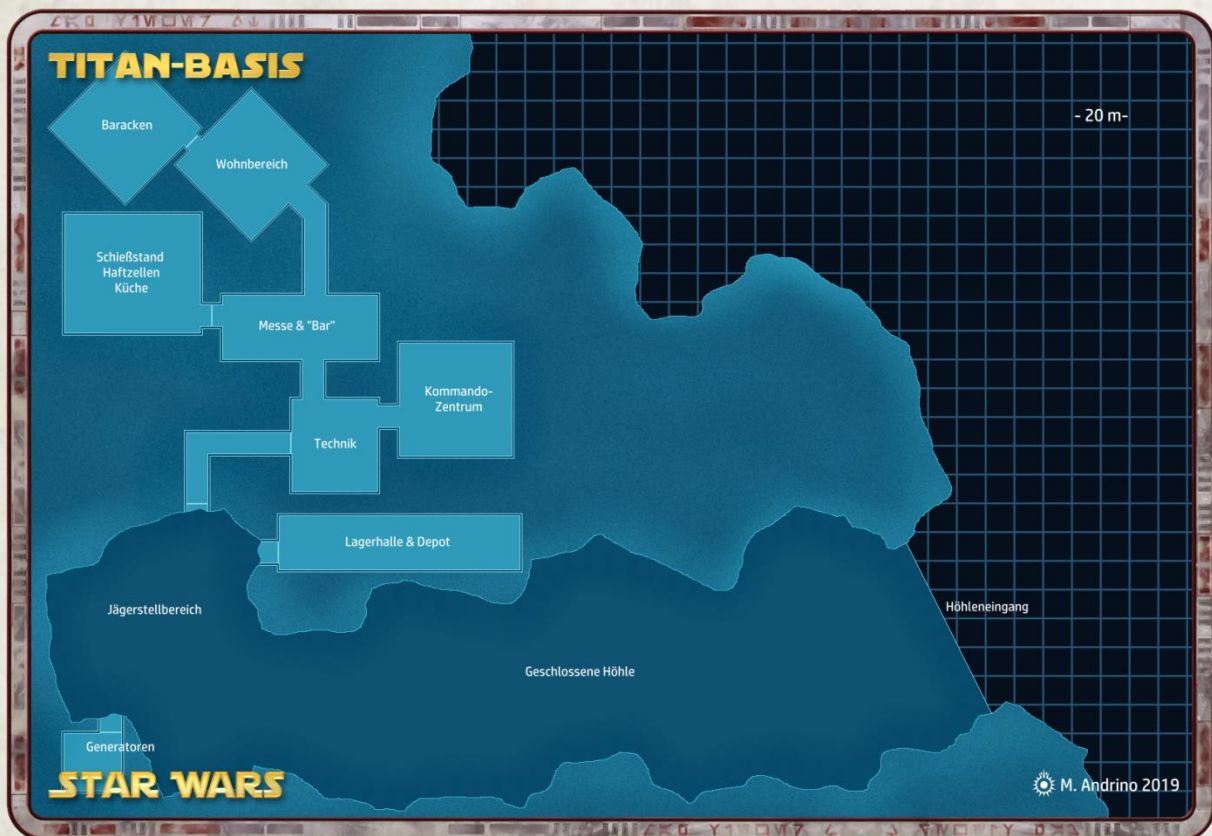 TITAN-BASIS
- 20 m-
Baracken
Wohnbereich
Schießstand
Haftzellen
Küche
Messe & "Bar"
Kommando-
Zentrum
Technik
Lagerhalle & Depot
Jägerstellbereich
Höhleneingang
Geschlossene Höhle
Generatoren
STAR WARS
M. Andrino 2019